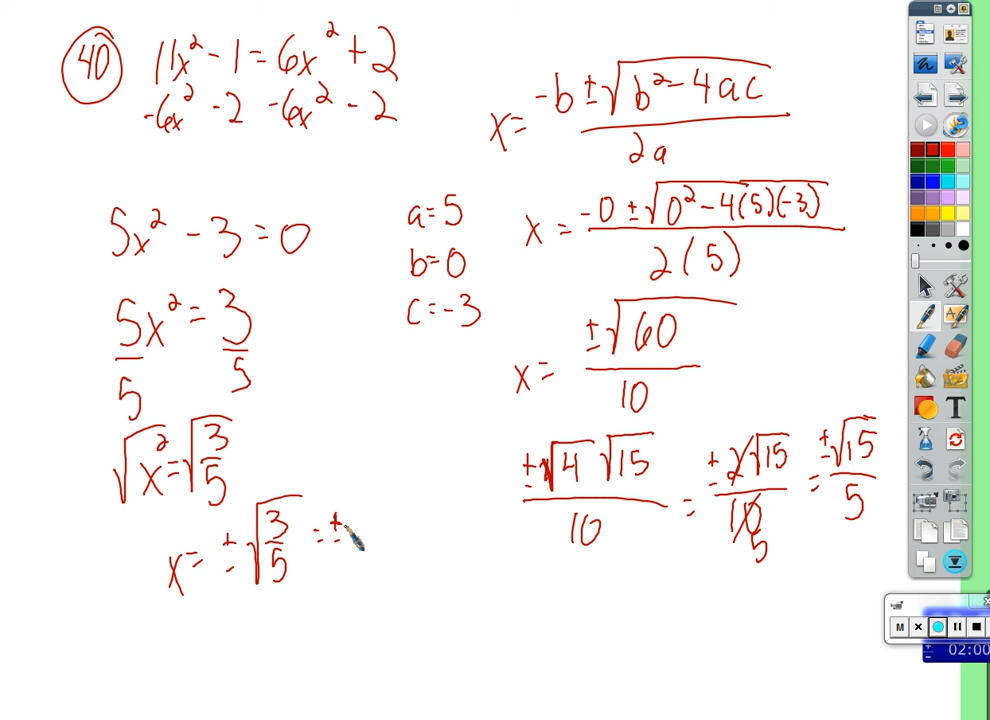 40 11x² - 1 = 6x² + 2
-6x² - 2 -6x² - 2
5x² - 3 = 0
5x² = 3
5 5
√x² = √3/5
x = ± √3/5 = ±
a = 5
b = 0
c = -3
x = -b ± √b² - 4ac
2a
x = -0 ± √0² - 4(5)(-3)
2(5)
x = ± √60
10
± √4 √15 = ± 2√15 = ± √15
10 10 5
5
T
M
02:00